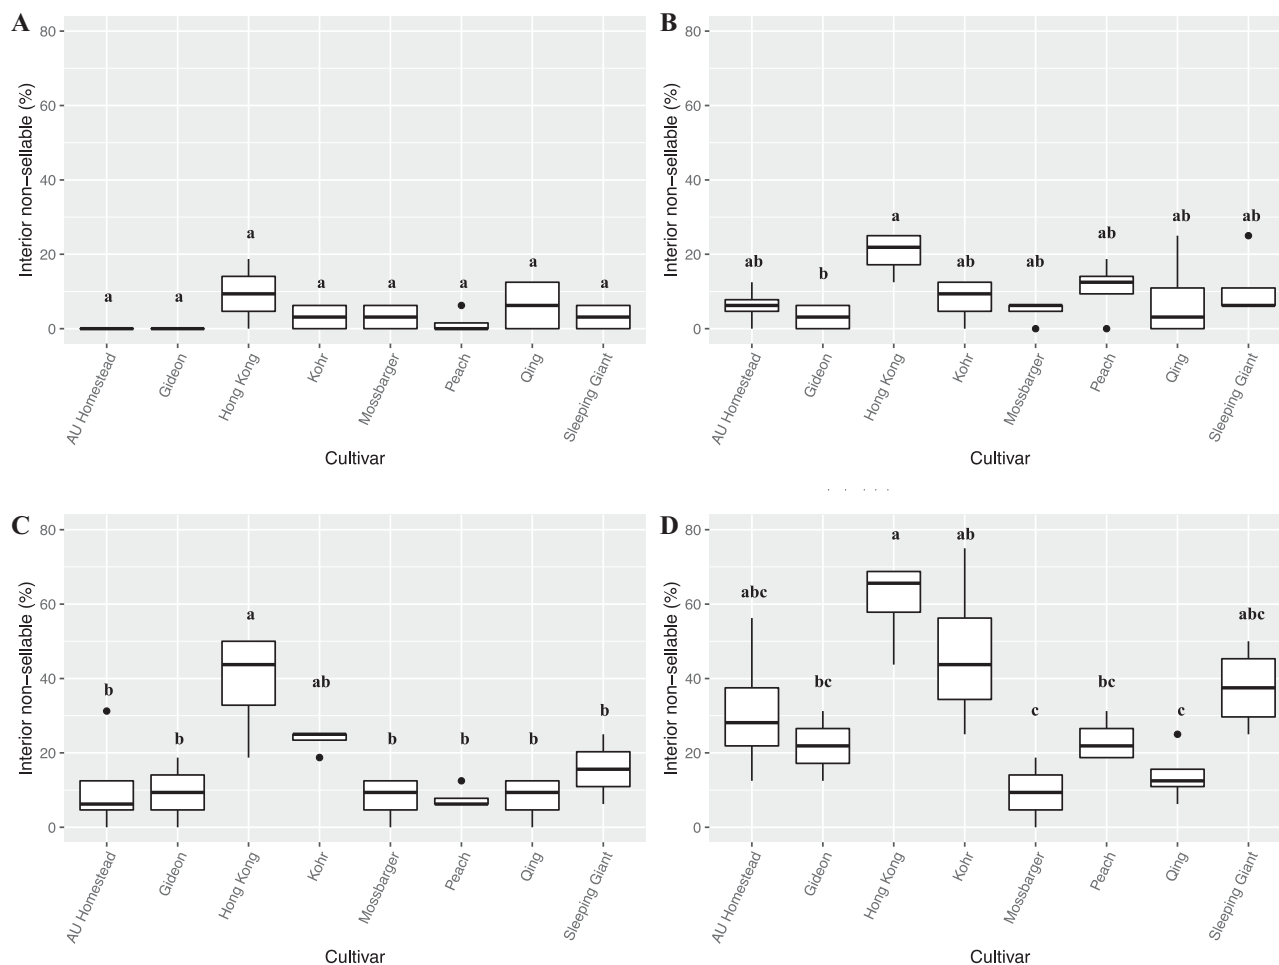 A
Interior non−sellable (%)
80
60
40
20
0
a
a
a
a
a
a
a
a
AU Homestead
Gideon
Hong Kong
Kohr
Mossbarger
Peach
Qing
Sleeping Giant
Cultivar
B
Interior non−sellable (%)
80
60
40
20
0
ab
b
a
ab
ab
ab
ab
ab
AU Homestead
Gideon
Hong Kong
Kohr
Mossbarger
Peach
Qing
Sleeping Giant
Cultivar
C
Interior non−sellable (%)
80
60
40
20
0
b
b
a
ab
b
b
b
b
AU Homestead
Gideon
Hong Kong
Kohr
Mossbarger
Peach
Qing
Sleeping Giant
Cultivar
D
Interior non−sellable (%)
80
60
40
20
0
abc
bc
a
ab
c
bc
c
abc
AU Homestead
Gideon
Hong Kong
Kohr
Mossbarger
Peach
Qing
Sleeping Giant
Cultivar